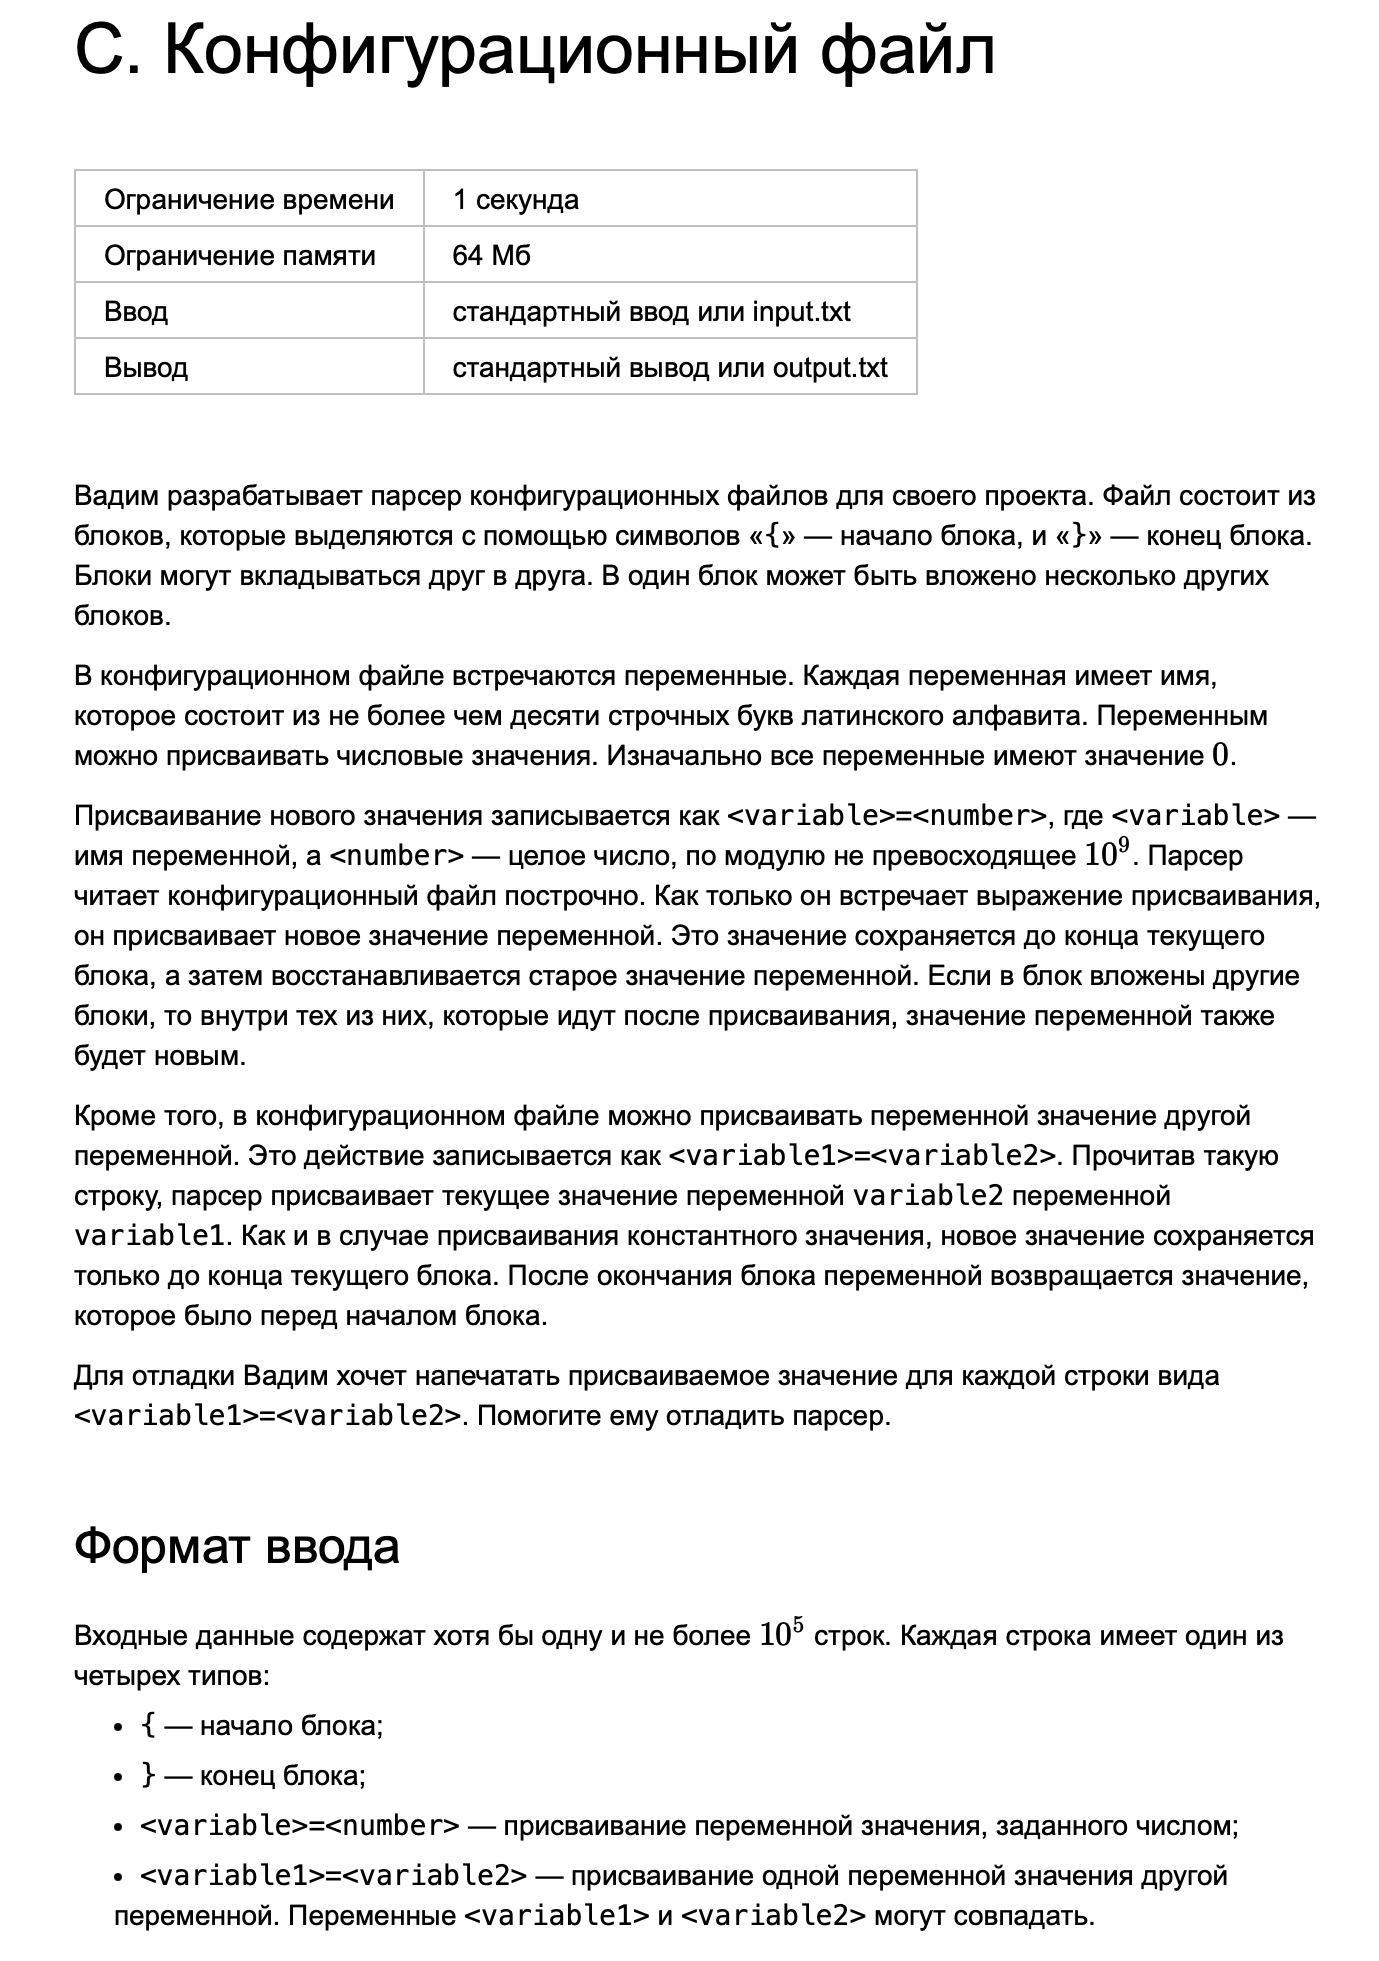 C. Конфигурационный файл
Ограничение времени 1 секунда
Ограничение памяти 64 Мб
Ввод стандартный ввод или input.txt
Вывод стандартный вывод или output.txt
Вадим разрабатывает парсер конфигурационных файлов для своего проекта. Файл состоит из
блоков, которые выделяются с помощью символов «{» — начало блока, и «}» — конец блока.
Блоки могут вкладываться друг в друга. В один блок может быть вложено несколько других
блоков.
В конфигурационном файле встречаются переменные. Каждая переменная имеет имя,
которое состоит из не более чем десяти строчных букв латинского алфавита. Переменным
можно присваивать числовые значения. Изначально все переменные имеют значение 0.
Присваивание нового значения записывается как <variable>=<number>, где <variable> —
имя переменной, а <number> — целое число, по модулю не превосходящее 10⁹. Парсер
читает конфигурационный файл построчно. Как только он встречает выражение присваивания,
он присваивает новое значение переменной. Это значение сохраняется до конца текущего
блока, а затем восстанавливается старое значение переменной. Если в блок вложены другие
блоки, то внутри тех из них, которые идут после присваивания, значение переменной также
будет новым.
Кроме того, в конфигурационном файле можно присваивать переменной значение другой
переменной. Это действие записывается как <variable1>=<variable2>. Прочитав такую
строку, парсер присваивает текущее значение переменной variable2 переменной
variable1. Как и в случае присваивания константного значения, новое значение сохраняется
только до конца текущего блока. После окончания блока переменной возвращается значение,
которое было перед началом блока.
Для отладки Вадим хочет напечатать присваиваемое значение для каждой строки вида
<variable1>=<variable2>. Помогите ему отладить парсер.
Формат ввода
Входные данные содержат хотя бы одну и не более 10⁵ строк. Каждая строка имеет один из
четырех типов:
• { — начало блока;
• } — конец блока;
• <variable>=<number> — присваивание переменной значения, заданного числом;
• <variable1>=<variable2> — присваивание одной переменной значения другой
переменной. Переменные <variable1> и <variable2> могут совпадать.